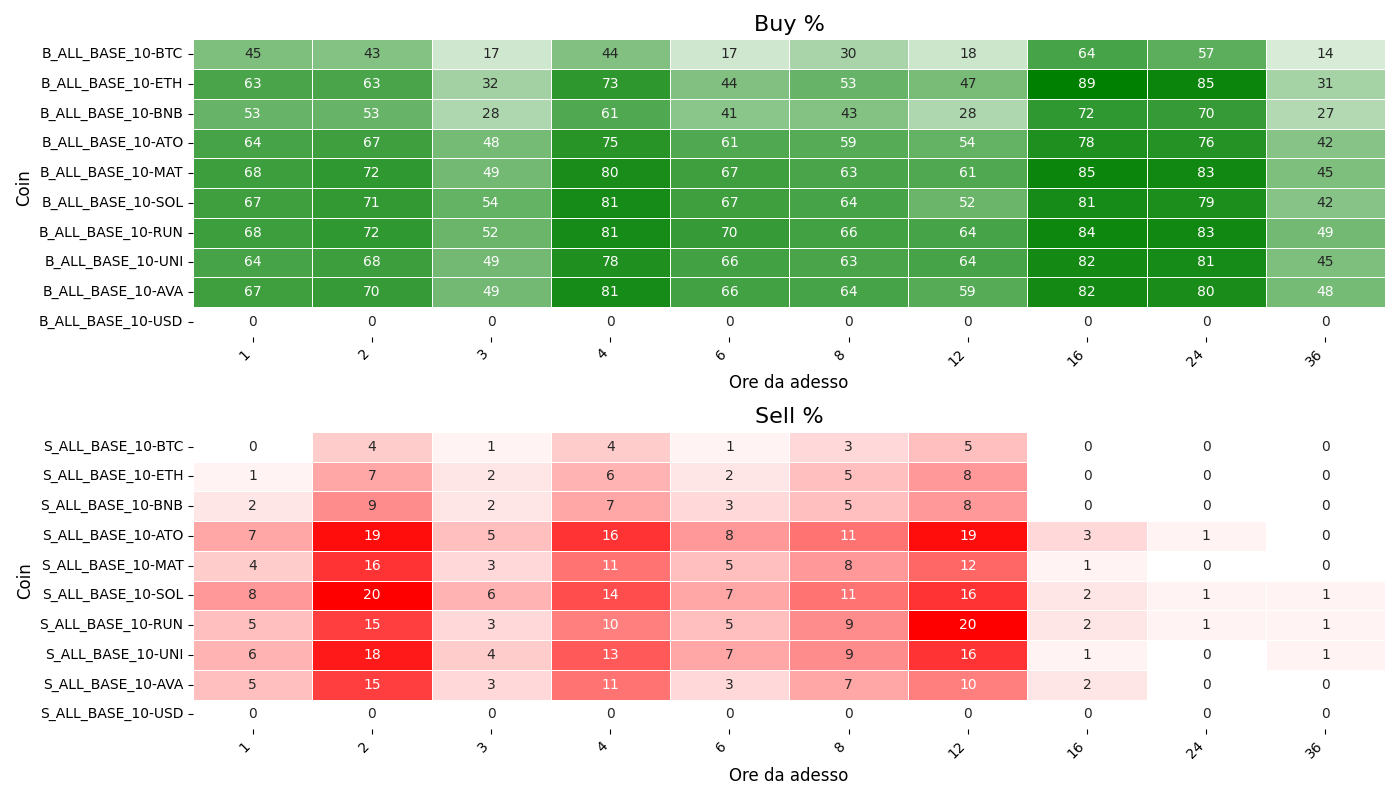 Buy %
Coin
B_ALL_BASE_10-BTC 45 43 17 44 17 30 18 64 57 14
B_ALL_BASE_10-ETH 63 63 32 73 44 53 47 89 85 31
B_ALL_BASE_10-BNB 53 53 28 61 41 43 28 72 70 27
B_ALL_BASE_10-ATO 64 67 48 75 61 59 54 78 76 42
B_ALL_BASE_10-MAT 68 72 49 80 67 63 61 85 83 45
B_ALL_BASE_10-SOL 67 71 54 81 67 64 52 81 79 42
B_ALL_BASE_10-RUN 68 72 52 81 70 66 64 84 83 49
B_ALL_BASE_10-UNI 64 68 49 78 66 63 64 82 81 45
B_ALL_BASE_10-AVA 67 70 49 81 66 64 59 82 80 48
B_ALL_BASE_10-USD 0 0 0 0 0 0 0 0 0 0
1 2 3 4 6 8 12 16 24 36
Ore da adesso
Sell %
Coin
S_ALL_BASE_10-BTC 0 4 1 4 1 3 5 0 0 0
S_ALL_BASE_10-ETH 1 7 2 6 2 5 8 0 0 0
S_ALL_BASE_10-BNB 2 9 2 7 3 5 8 0 0 0
S_ALL_BASE_10-ATO 7 19 5 16 8 11 19 3 1 0
S_ALL_BASE_10-MAT 4 16 3 11 5 8 12 1 0 0
S_ALL_BASE_10-SOL 8 20 6 14 7 11 16 2 1 1
S_ALL_BASE_10-RUN 5 15 3 10 5 9 20 2 1 1
S_ALL_BASE_10-UNI 6 18 4 13 7 9 16 1 0 1
S_ALL_BASE_10-AVA 5 15 3 11 3 7 10 2 0 0
S_ALL_BASE_10-USD 0 0 0 0 0 0 0 0 0 0
1 2 3 4 6 8 12 16 24 36
Ore da adesso